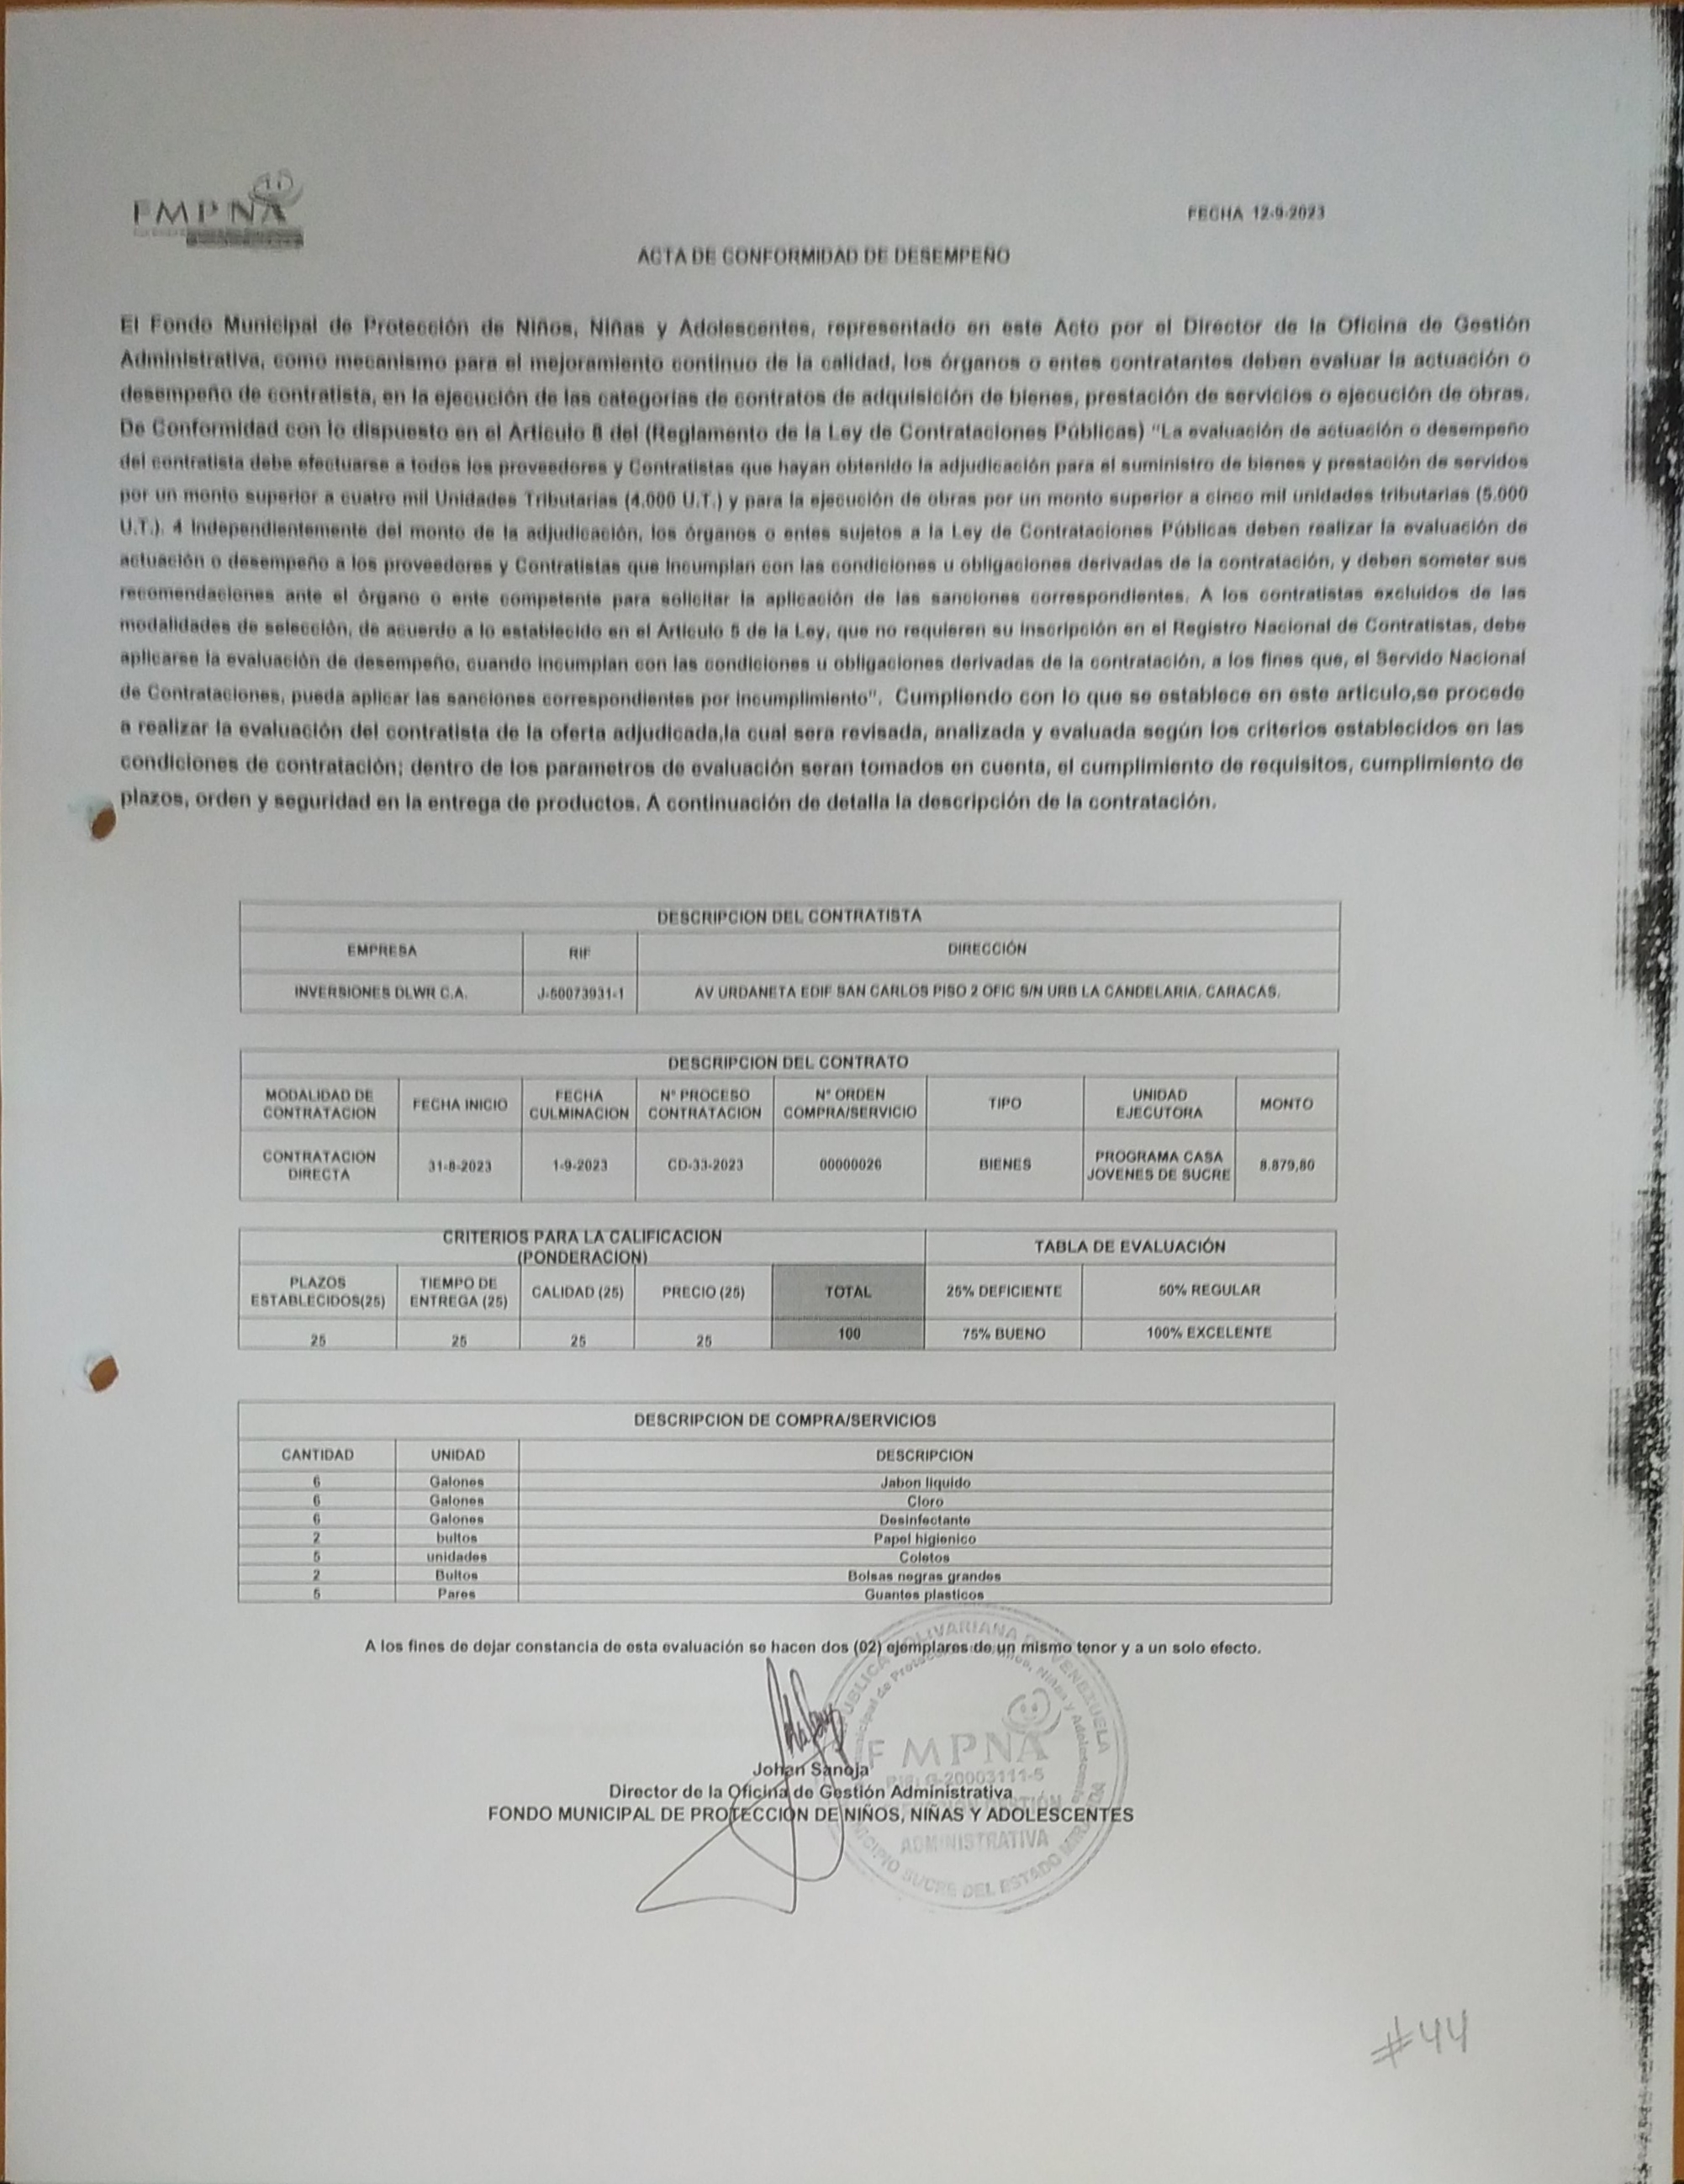 FMPNA
FECHA 12-9-2023
ACTA DE CONFORMIDAD DE DESEMPEÑO
El Fondo Municipal de Protección de Niños, Niñas y Adolescentes, representado en este Acto por el Director de la Oficina de Gestión
Administrativa, como mecanismo para el mejoramiento continuo de la calidad, los órganos o entes contratantes deben evaluar la actuación o
desempeño de contratista, en la ejecución de las categorías de contratos de adquisición de bienes, prestación de servicios o ejecución de obras.
De Conformidad con lo dispuesto en el Artículo 8 del (Reglamento de la Ley de Contrataciones Públicas) "La evaluación de actuación o desempeño
del contratista debe efectuarse a todos los proveedores y Contratistas que hayan obtenido la adjudicación para el suministro de bienes y prestación de servidos
por un monto superior a cuatro mil Unidades Tributarias (4.000 U.T.) y para la ejecución de obras por un monto superior a cinco mil unidades tributarias (5.000
U.T.). 4 Independientemente del monto de la adjudicación, los órganos o entes sujetos a la Ley de Contrataciones Públicas deben realizar la evaluación de
actuación o desempeño a los proveedores y Contratistas que incumplan con las condiciones u obligaciones derivadas de la contratación, y deben someter sus
recomendaciones ante el órgano o ente competente para solicitar la aplicación de las sanciones correspondientes. A los contratistas excluidos de las
modalidades de selección, de acuerdo a lo establecido en el Artículo 5 de la Ley, que no requieren su inscripción en el Registro Nacional de Contratistas, debe
aplicarse la evaluación de desempeño, cuando incumplan con las condiciones u obligaciones derivadas de la contratación, a los fines que, el Servido Nacional
de Contrataciones, pueda aplicar las sanciones correspondientes por incumplimiento". Cumpliendo con lo que se establece en este articulo,se procede
a realizar la evaluación del contratista de la oferta adjudicada,la cual sera revisada, analizada y evaluada según los criterios establecidos en las
condiciones de contratación; dentro de los parametros de evaluación seran tomados en cuenta, el cumplimiento de requisitos, cumplimiento de
plazos, orden y seguridad en la entrega de productos. A continuación de detalla la descripción de la contratación.
DESCRIPCION DEL CONTRATISTA
EMPRESA RIF DIRECCIÓN
INVERSIONES DLWR C.A. J-50073931-1 AV URDANETA EDIF SAN CARLOS PISO 2 OFIC S/N URB LA CANDELARIA. CARACAS.
DESCRIPCION DEL CONTRATO
MODALIDAD DE CONTRATACION FECHA INICIO FECHA CULMINACION N° PROCESO CONTRATACION N° ORDEN COMPRA/SERVICIO TIPO UNIDAD EJECUTORA MONTO
CONTRATACION DIRECTA 31-8-2023 1-9-2023 CD-33-2023 00000026 BIENES PROGRAMA CASA JOVENES DE SUCRE 8.879,80
CRITERIOS PARA LA CALIFICACION
(PONDERACION)
TABLA DE EVALUACIÓN
PLAZOS ESTABLECIDOS(25) TIEMPO DE ENTREGA (25) CALIDAD (25) PRECIO (25) TOTAL 25% DEFICIENTE 50% REGULAR
25 25 25 25 100 75% BUENO 100% EXCELENTE
DESCRIPCION DE COMPRA/SERVICIOS
CANTIDAD UNIDAD DESCRIPCION
6 Galones Jabon liquido
6 Galones Cloro
6 Galones Desinfectante
2 bultos Papel higienico
5 unidades Coletos
2 Bultos Bolsas negras grandes
5 Pares Guantes plasticos
A los fines de dejar constancia de esta evaluación se hacen dos (02) ejemplares de un mismo tenor y a un solo efecto.
Johan Sanoja
Director de la Oficina de Gestión Administrativa
FONDO MUNICIPAL DE PROTECCION DE NIÑOS, NIÑAS Y ADOLESCENTES
BOLIVARIANA DE VENEZUELA
Niños, Niñas y Adolescentes
FMPNA
RIF: G-20003111-5
GESTIÓN
ADMINISTRATIVA
MUNICIPIO SUCRE DEL ESTADO MIRANDA
#44